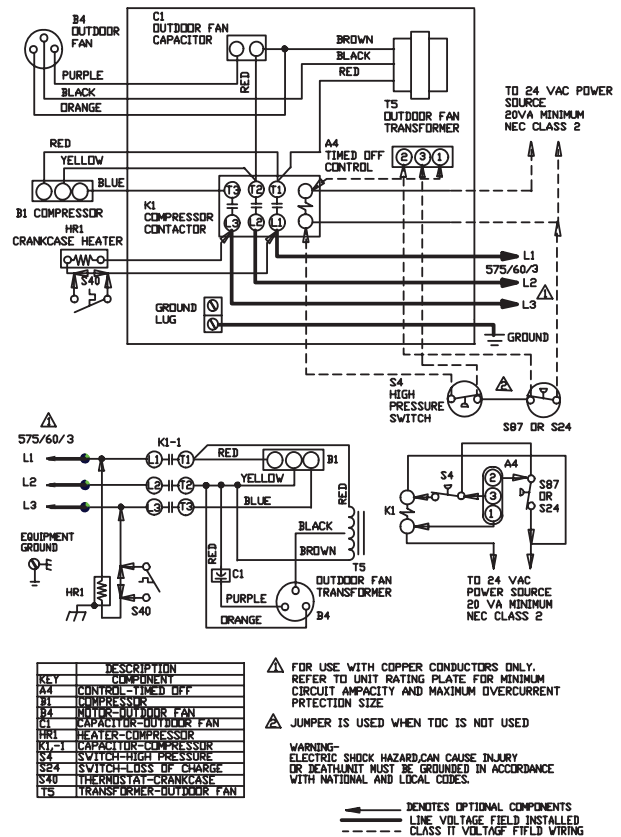 B4
OUTDOOR
FAN
C1
OUTDOOR FAN
CAPACITOR
BROWN
BLACK
RED
PURPLE
BLACK
ORANGE
RED
T5
OUTDOOR FAN
TRANSFORMER
TO 24 VAC POWER
SOURCE
20VA MINIMUM
NEC CLASS 2
RED
YELLOW
BLUE
A4
TIMED OFF
CONTROL
2 3 1
B1 COMPRESSOR
K1
COMPRESSOR
CONTACTOR
T3 T2 T1
L3 L2 L1
HR1
CRANKCASE HEATER
S40
L1
575/60/3
L2
L3
1
GROUND
LUG
GROUND
S4
HIGH
PRESSURE
SWITCH
2
S87 OR S24
1
575/60/3
L1
L2
L3
K1-1
L1 T1
L2 T2
L3 T3
RED
YELLOW
BLUE
B1
RED
BLACK
BROWN
T5
OUTDOOR FAN
TRANSFORMER
RED
C1
PURPLE
ORANGE
B4
EQUIPMENT
GROUND
HR1
S40
S4
A4
2
3
1
S87
OR
S24
K1
TO 24 VAC
POWER SOURCE
20 VA MINIMUM
NEC CLASS 2
DESCRIPTION
KEY COMPONENT
A4 CONTROL-TIMED OFF
B1 COMPRESSOR
B4 MOTOR-OUTDOOR FAN
C1 CAPACITOR-OUTDOOR FAN
HR1 HEATER-COMPRESSOR
K1,-1 CAPACITOR-COMPRESSOR
S4 SWITCH-HIGH PRESSURE
S24 SWITCH-LOSS OF CHARGE
S40 THERMOSTAT-CRANKCASE
T5 TRANSFORMER-OUTDOOR FAN
1 FOR USE WITH COPPER CONDUCTORS ONLY.
REFER TO UNIT RATING PLATE FOR MINIMUM
CIRCUIT AMPACITY AND MAXIMUM OVERCURRENT
PRTECTION SIZE
2 JUMPER IS USED WHEN TOC IS NOT USED
WARNING-
ELECTRIC SHOCK HAZARD,CAN CAUSE INJURY
OR DEATH.UNIT MUST BE GROUNDED IN ACCORDANCE
WITH NATIONAL AND LOCAL CODES.
DENOTES OPTIONAL COMPONENTS
LINE VOLTAGE FIELD INSTALLED
CLASS II VOLTAGE FIELD WIRING